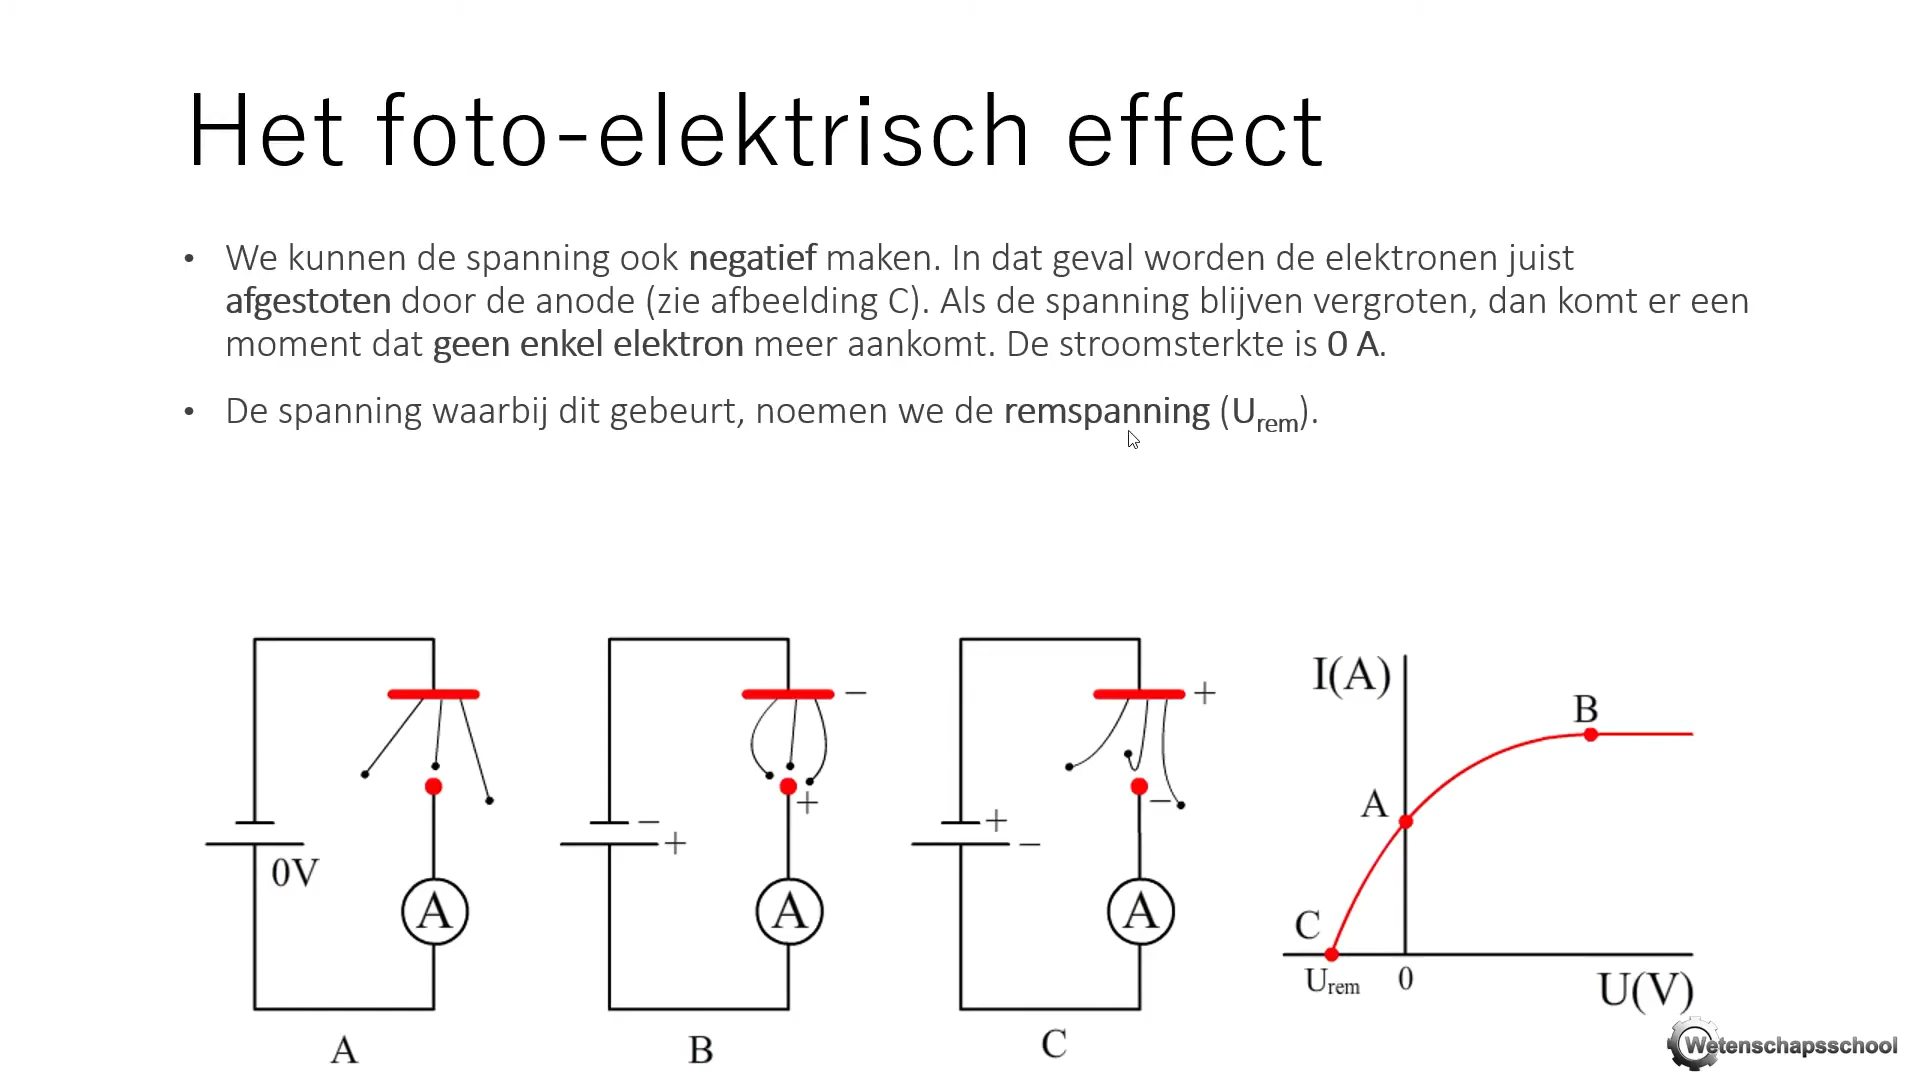 Het foto-elektrisch effect
• We kunnen de spanning ook negatief maken. In dat geval worden de elektronen juist
afgestoten door de anode (zie afbeelding C). Als de spanning blijven vergroten, dan komt er een
moment dat geen enkel elektron meer aankomt. De stroomsterkte is 0 A.
• De spanning waarbij dit gebeurt, noemen we de remspanning (Urem).
0V
A
A
−
+
−
+
A
B
+
−
+
−
A
C
I(A)
B
A
C
Urem
0
U(V)
Wetenschapsschool